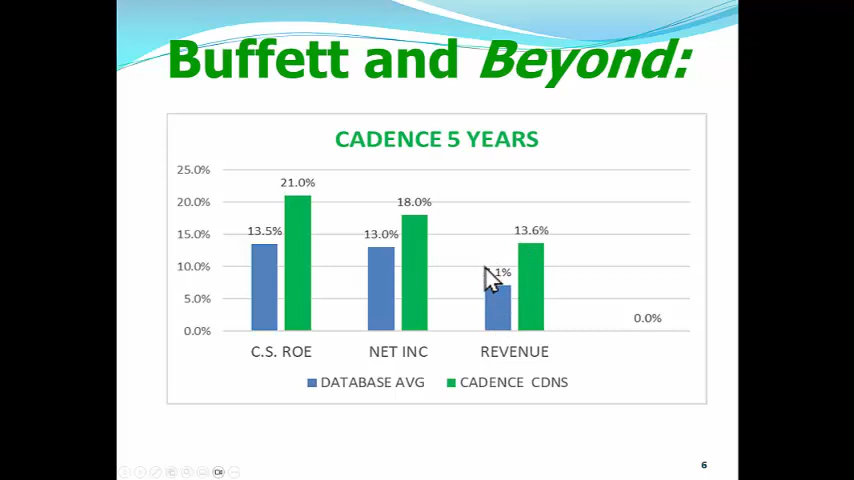 Buffett and Beyond:
CADENCE 5 YEARS
25.0%
20.0%
15.0%
10.0%
5.0%
0.0%
13.5%
21.0%
13.0%
18.0%
.1%
13.6%
0.0%
C.S. ROE
NET INC
REVENUE
DATABASE AVG
CADENCE CDNS
6